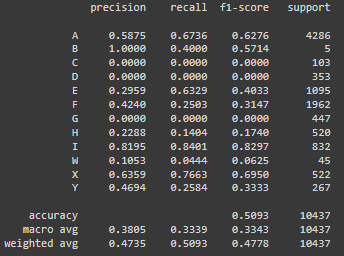 precision recall f1-score support
A 0.5875 0.6736 0.6276 4286
B 1.0000 0.4000 0.5714 5
C 0.0000 0.0000 0.0000 103
D 0.0000 0.0000 0.0000 353
E 0.2959 0.6329 0.4033 1095
F 0.4240 0.2503 0.3147 1962
G 0.0000 0.0000 0.0000 447
H 0.2288 0.1404 0.1740 520
I 0.8195 0.8401 0.8297 832
W 0.1053 0.0444 0.0625 45
X 0.6359 0.7663 0.6950 522
Y 0.4694 0.2584 0.3333 267
accuracy 0.5093 10437
macro avg 0.3805 0.3339 0.3343 10437
weighted avg 0.4735 0.5093 0.4778 10437